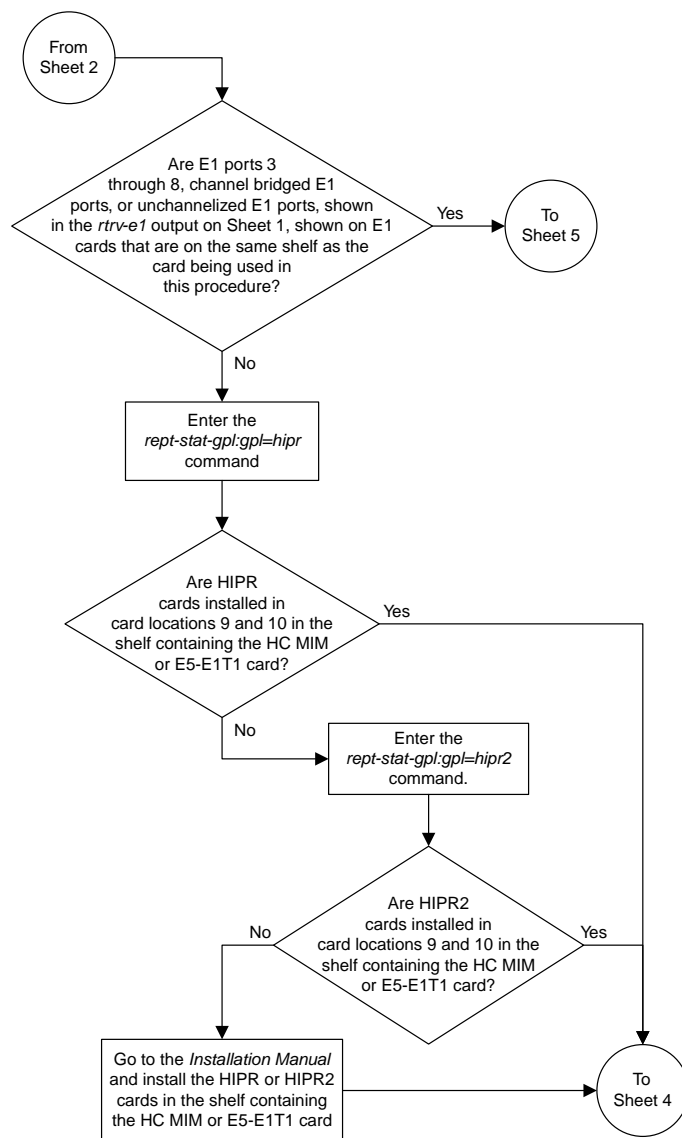 From
Sheet 2
Are E1 ports 3
through 8, channel bridged E1
ports, or unchannelized E1 ports, shown
in the rtrv-e1 output on Sheet 1, shown on E1
cards that are on the same shelf as the
card being used in
this procedure?
Yes
To
Sheet 5
No
Enter the
rept-stat-gpl:gpl=hipr
command
Are HIPR
cards installed in
card locations 9 and 10 in the
shelf containing the HC MIM
or E5-E1T1 card?
Yes
No
Enter the
rept-stat-gpl:gpl=hipr2
command.
Are HIPR2
cards installed in
card locations 9 and 10 in the
shelf containing the HC MIM
or E5-E1T1 card?
No
Yes
Go to the Installation Manual
and install the HIPR or HIPR2
cards in the shelf containing
the HC MIM or E5-E1T1 card
To
Sheet 4